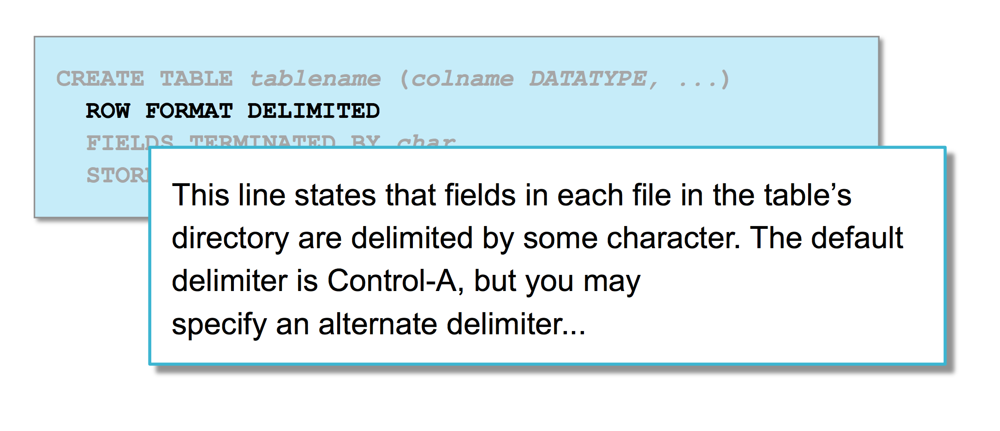 CREATE TABLE tablename (colname DATATYPE, ...)
ROW FORMAT DELIMITED
FIELDS TERMINATED BY char
This line states that fields in each file in the table’s
directory are delimited by some character. The default
delimiter is Control-A, but you may
specify an alternate delimiter...